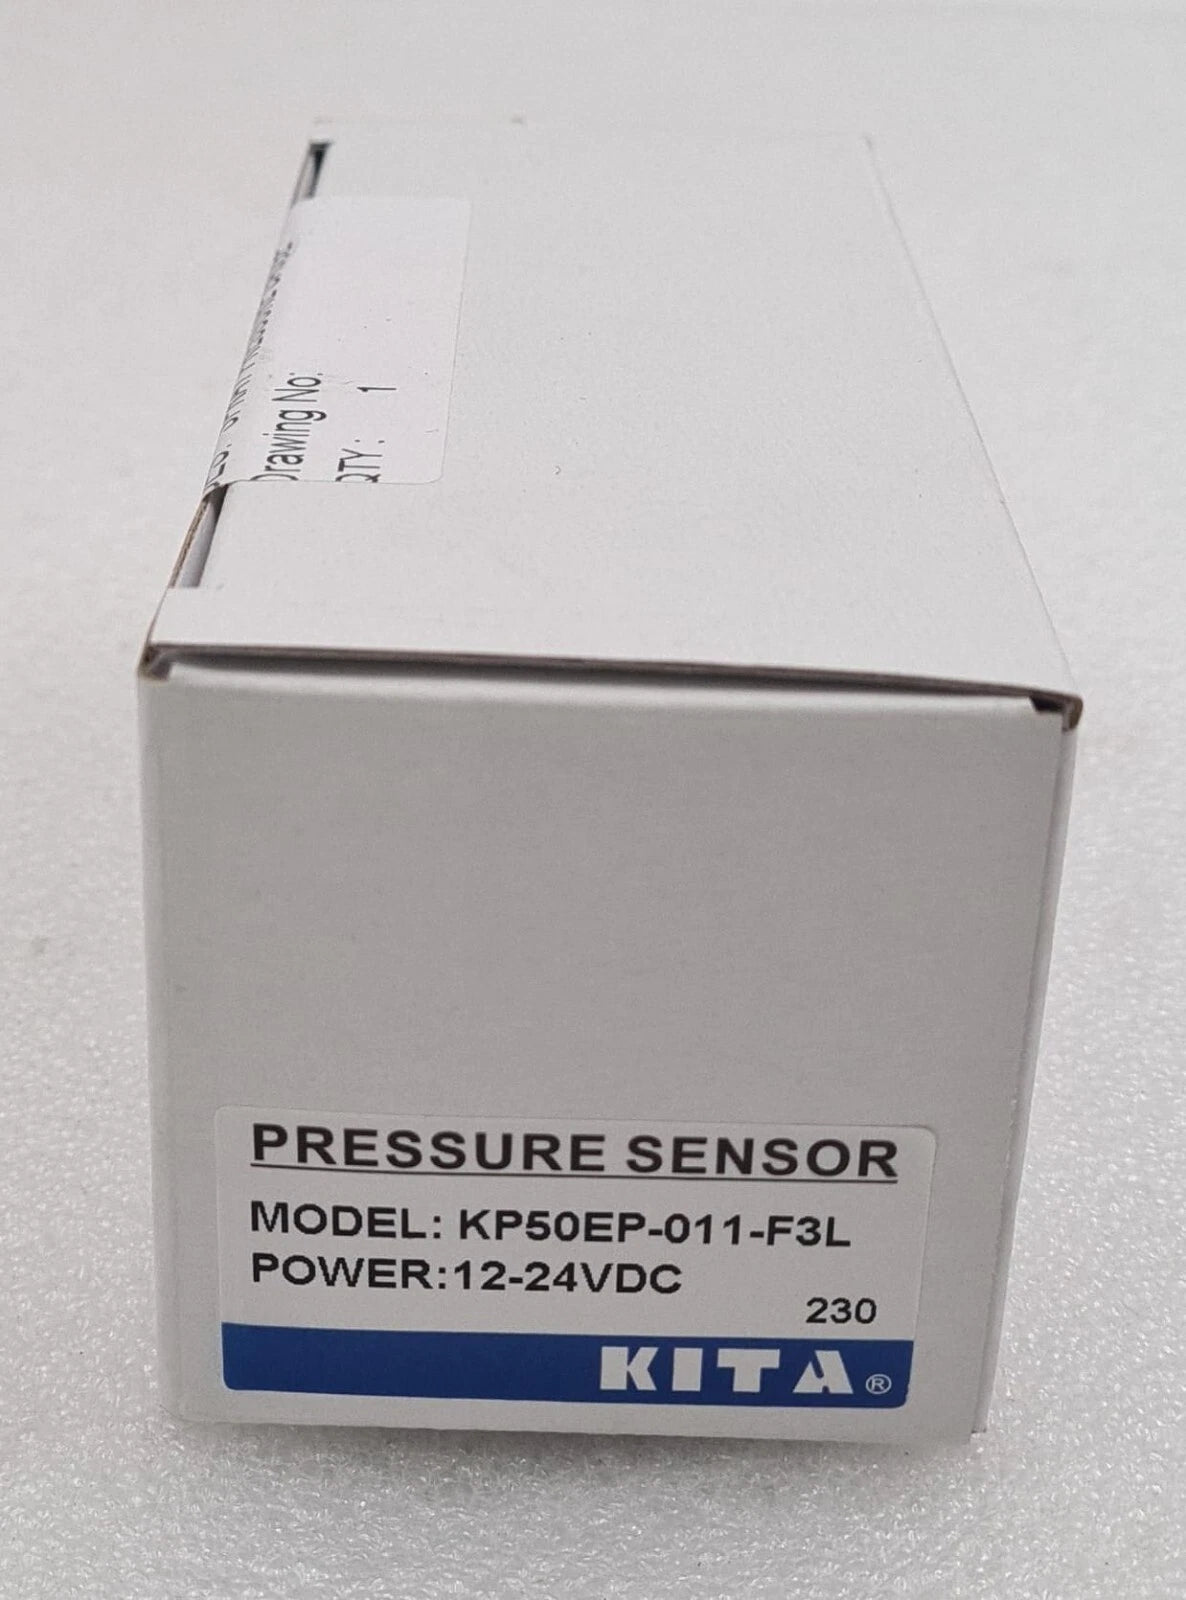 Drawing No:
QTY: 1
PRESSURE SENSOR
MODEL: KP50EP-011-F3L
POWER:12-24VDC
230
KITA®